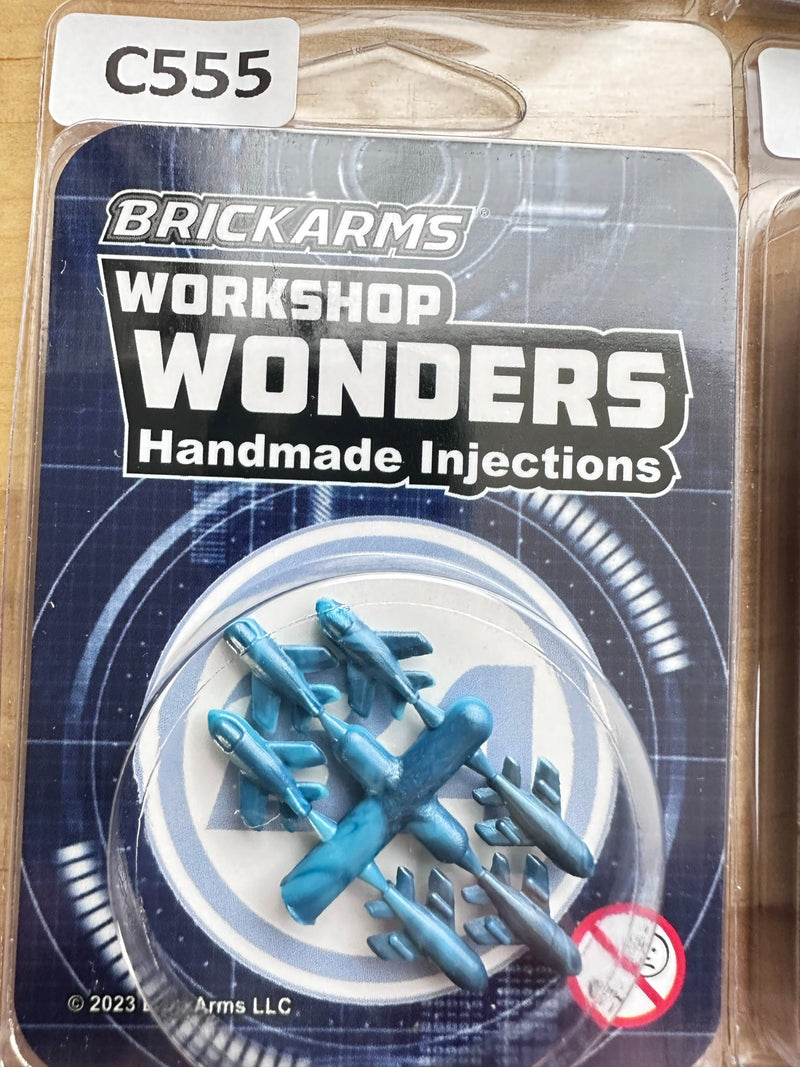 C555
BRICKARMS®
WORKSHOP
WONDERS
Handmade Injections
© 2023 Arms LLC